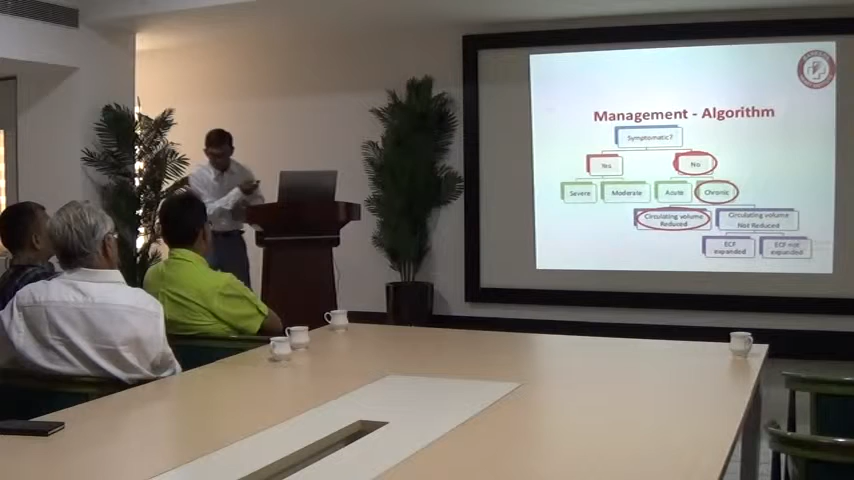 Management - Algorithm
Symptomatic?
Yes
No
Severe
Moderate
Acute
Chronic
Circulating volume
Reduced
Circulating volume
Not Reduced
ECF
expanded
ECF not
expanded